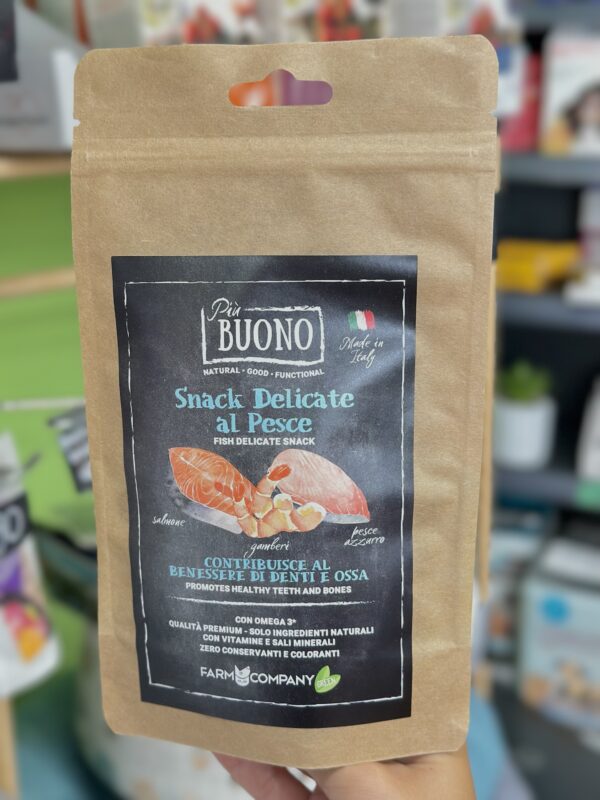 Più
BUONO
NATURAL • GOOD • FUNCTIONAL
Made in
Italy
Snack Delicate
al Pesce
FISH DELICATE SNACK
salmone
gamberi
pesce
azzurro
CONTRIBUISCE AL
BENESSERE DI DENTI E OSSA
PROMOTES HEALTHY TEETH AND BONES
CON OMEGA 3*
QUALITÀ PREMIUM - SOLO INGREDIENTI NATURALI
CON VITAMINE E SALI MINERALI
ZERO CONSERVANTI E COLORANTI
FARM COMPANY GREEN